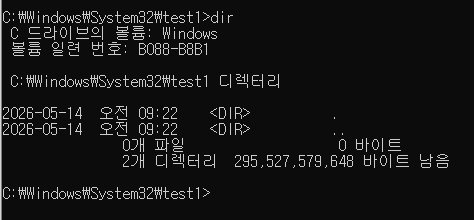 C:₩Windows₩System32₩test1>dir
 C 드라이브의 볼륨: Windows
 볼륨 일련 번호: B088-B8B1

 C:₩Windows₩System32₩test1 디렉터리

2026-05-14  오전 09:22    <DIR>          .
2026-05-14  오전 09:22    <DIR>          ..
               0개 파일                   0 바이트
               2개 디렉터리  295,527,579,648 바이트 남음

C:₩Windows₩System32₩test1>